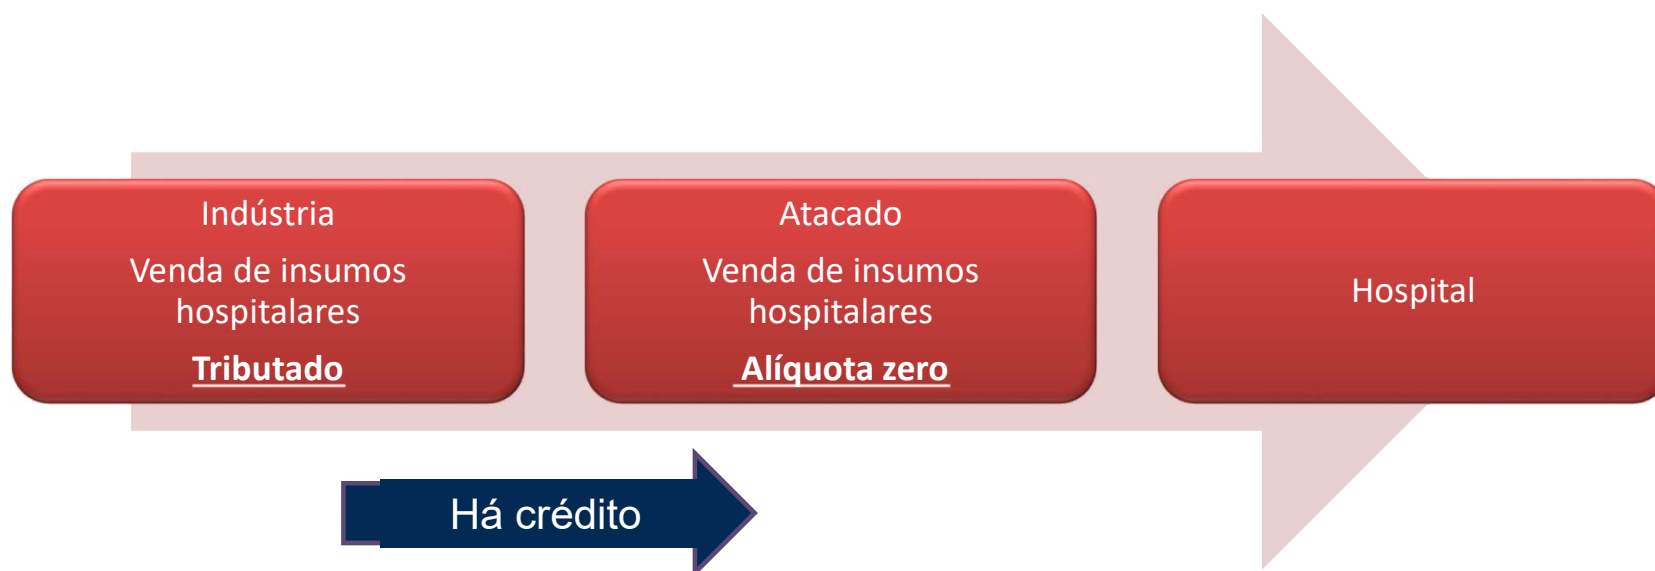 Indústria
Venda de insumos
hospitalares
Tributado
Atacado
Venda de insumos
hospitalares
Alíquota zero
Hospital
Há crédito